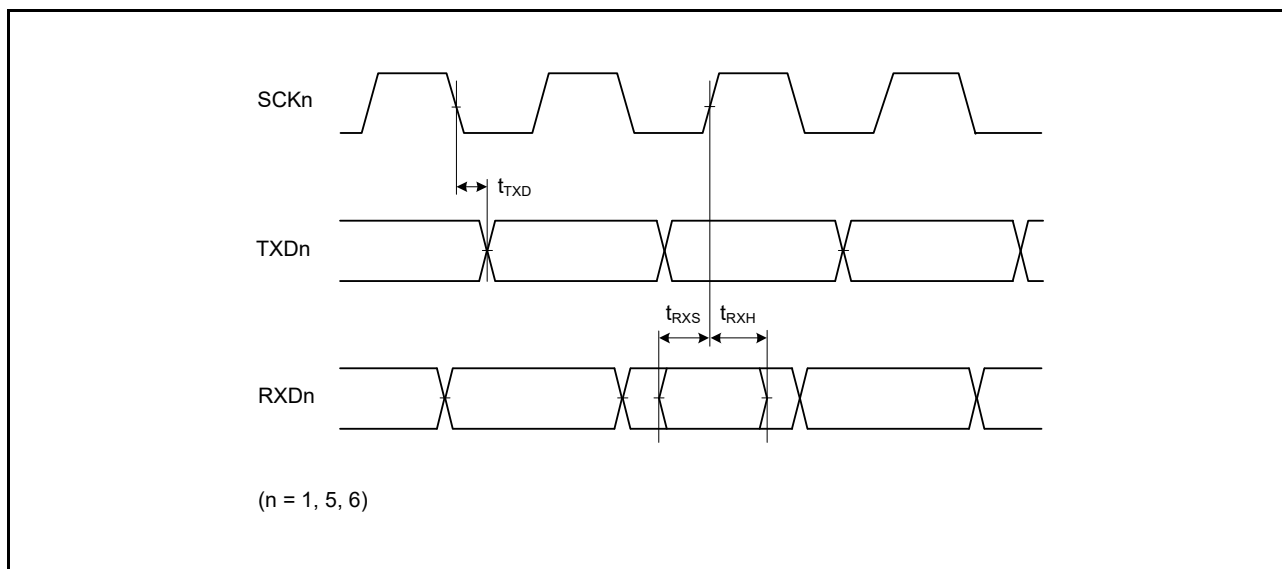 SCKn
tTXD
TXDn
tRXS tRXH
RXDn
(n = 1, 5, 6)